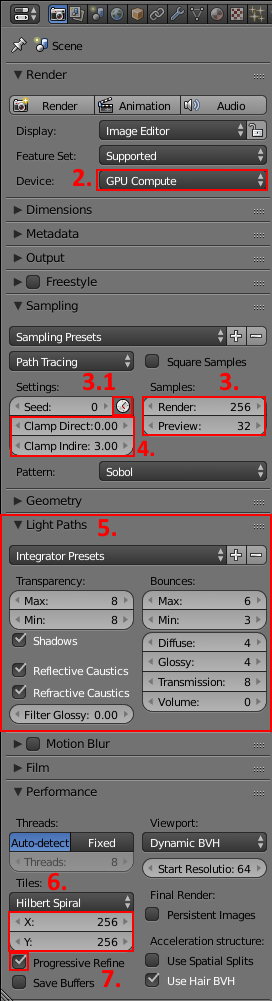 Scene
Render
Render Animation Audio
Display: Image Editor
Feature Set: Supported
2. Device: GPU Compute
Dimensions
Metadata
Output
Freestyle
Sampling
Sampling Presets
Path Tracing Square Samples
Settings: 3.1 Samples: 3.
Seed: 0 Render: 256
Clamp Direct:0.00 Preview: 32
Clamp Indire: 3.00 4.
Pattern: Sobol
Geometry
Light Paths 5.
Integrator Presets
Transparency: Bounces:
Max: 8 Max: 6
Min: 8 Min: 3
Shadows Diffuse: 4
Glossy: 4
Reflective Caustics Transmission: 8
Refractive Caustics Volume: 0
Filter Glossy: 0.00
Motion Blur
Film
Performance
Threads: Viewport:
Auto-detect Fixed Dynamic BVH
Threads: 8 Start Resolutio: 64
Tiles: 6. Final Render:
Hilbert Spiral Persistent Images
X: 256
Y: 256 Acceleration structure:
Progressive Refine Use Spatial Splits
Save Buffers 7. Use Hair BVH